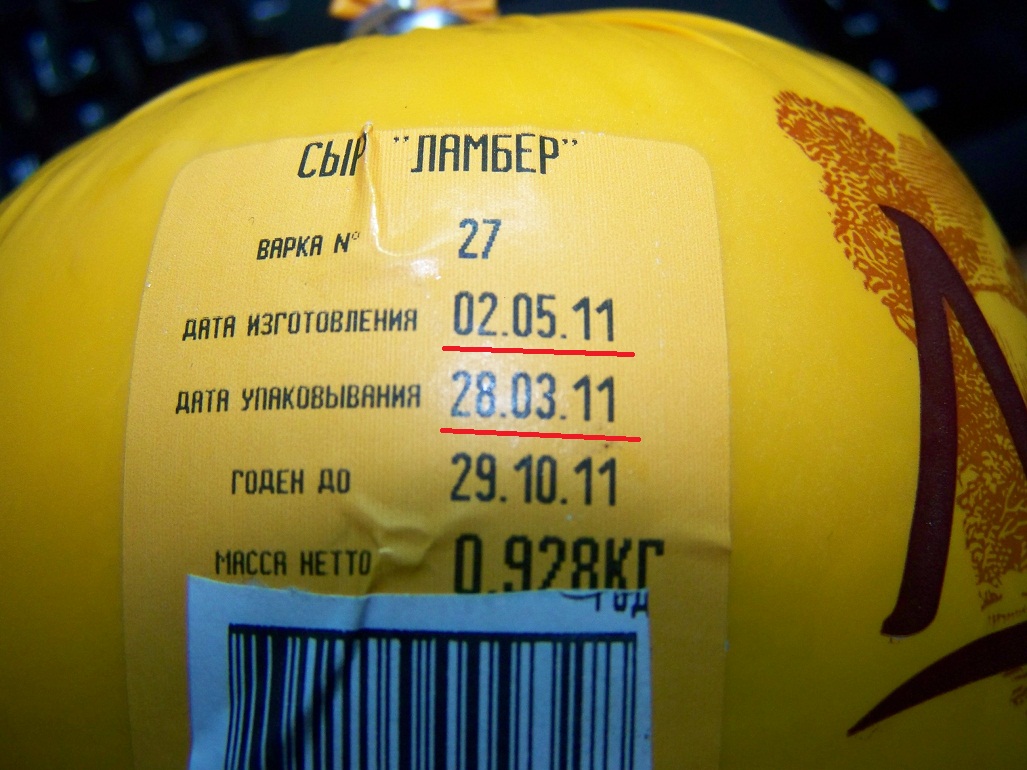 СЫР "ЛАМБЕР"
ВАРКА N° 27
ДАТА ИЗГОТОВЛЕНИЯ 02.05.11
ДАТА УПАКОВЫВАНИЯ 28.03.11
ГОДЕН ДО 29.10.11
МАССА НЕТТО 0.928КГ